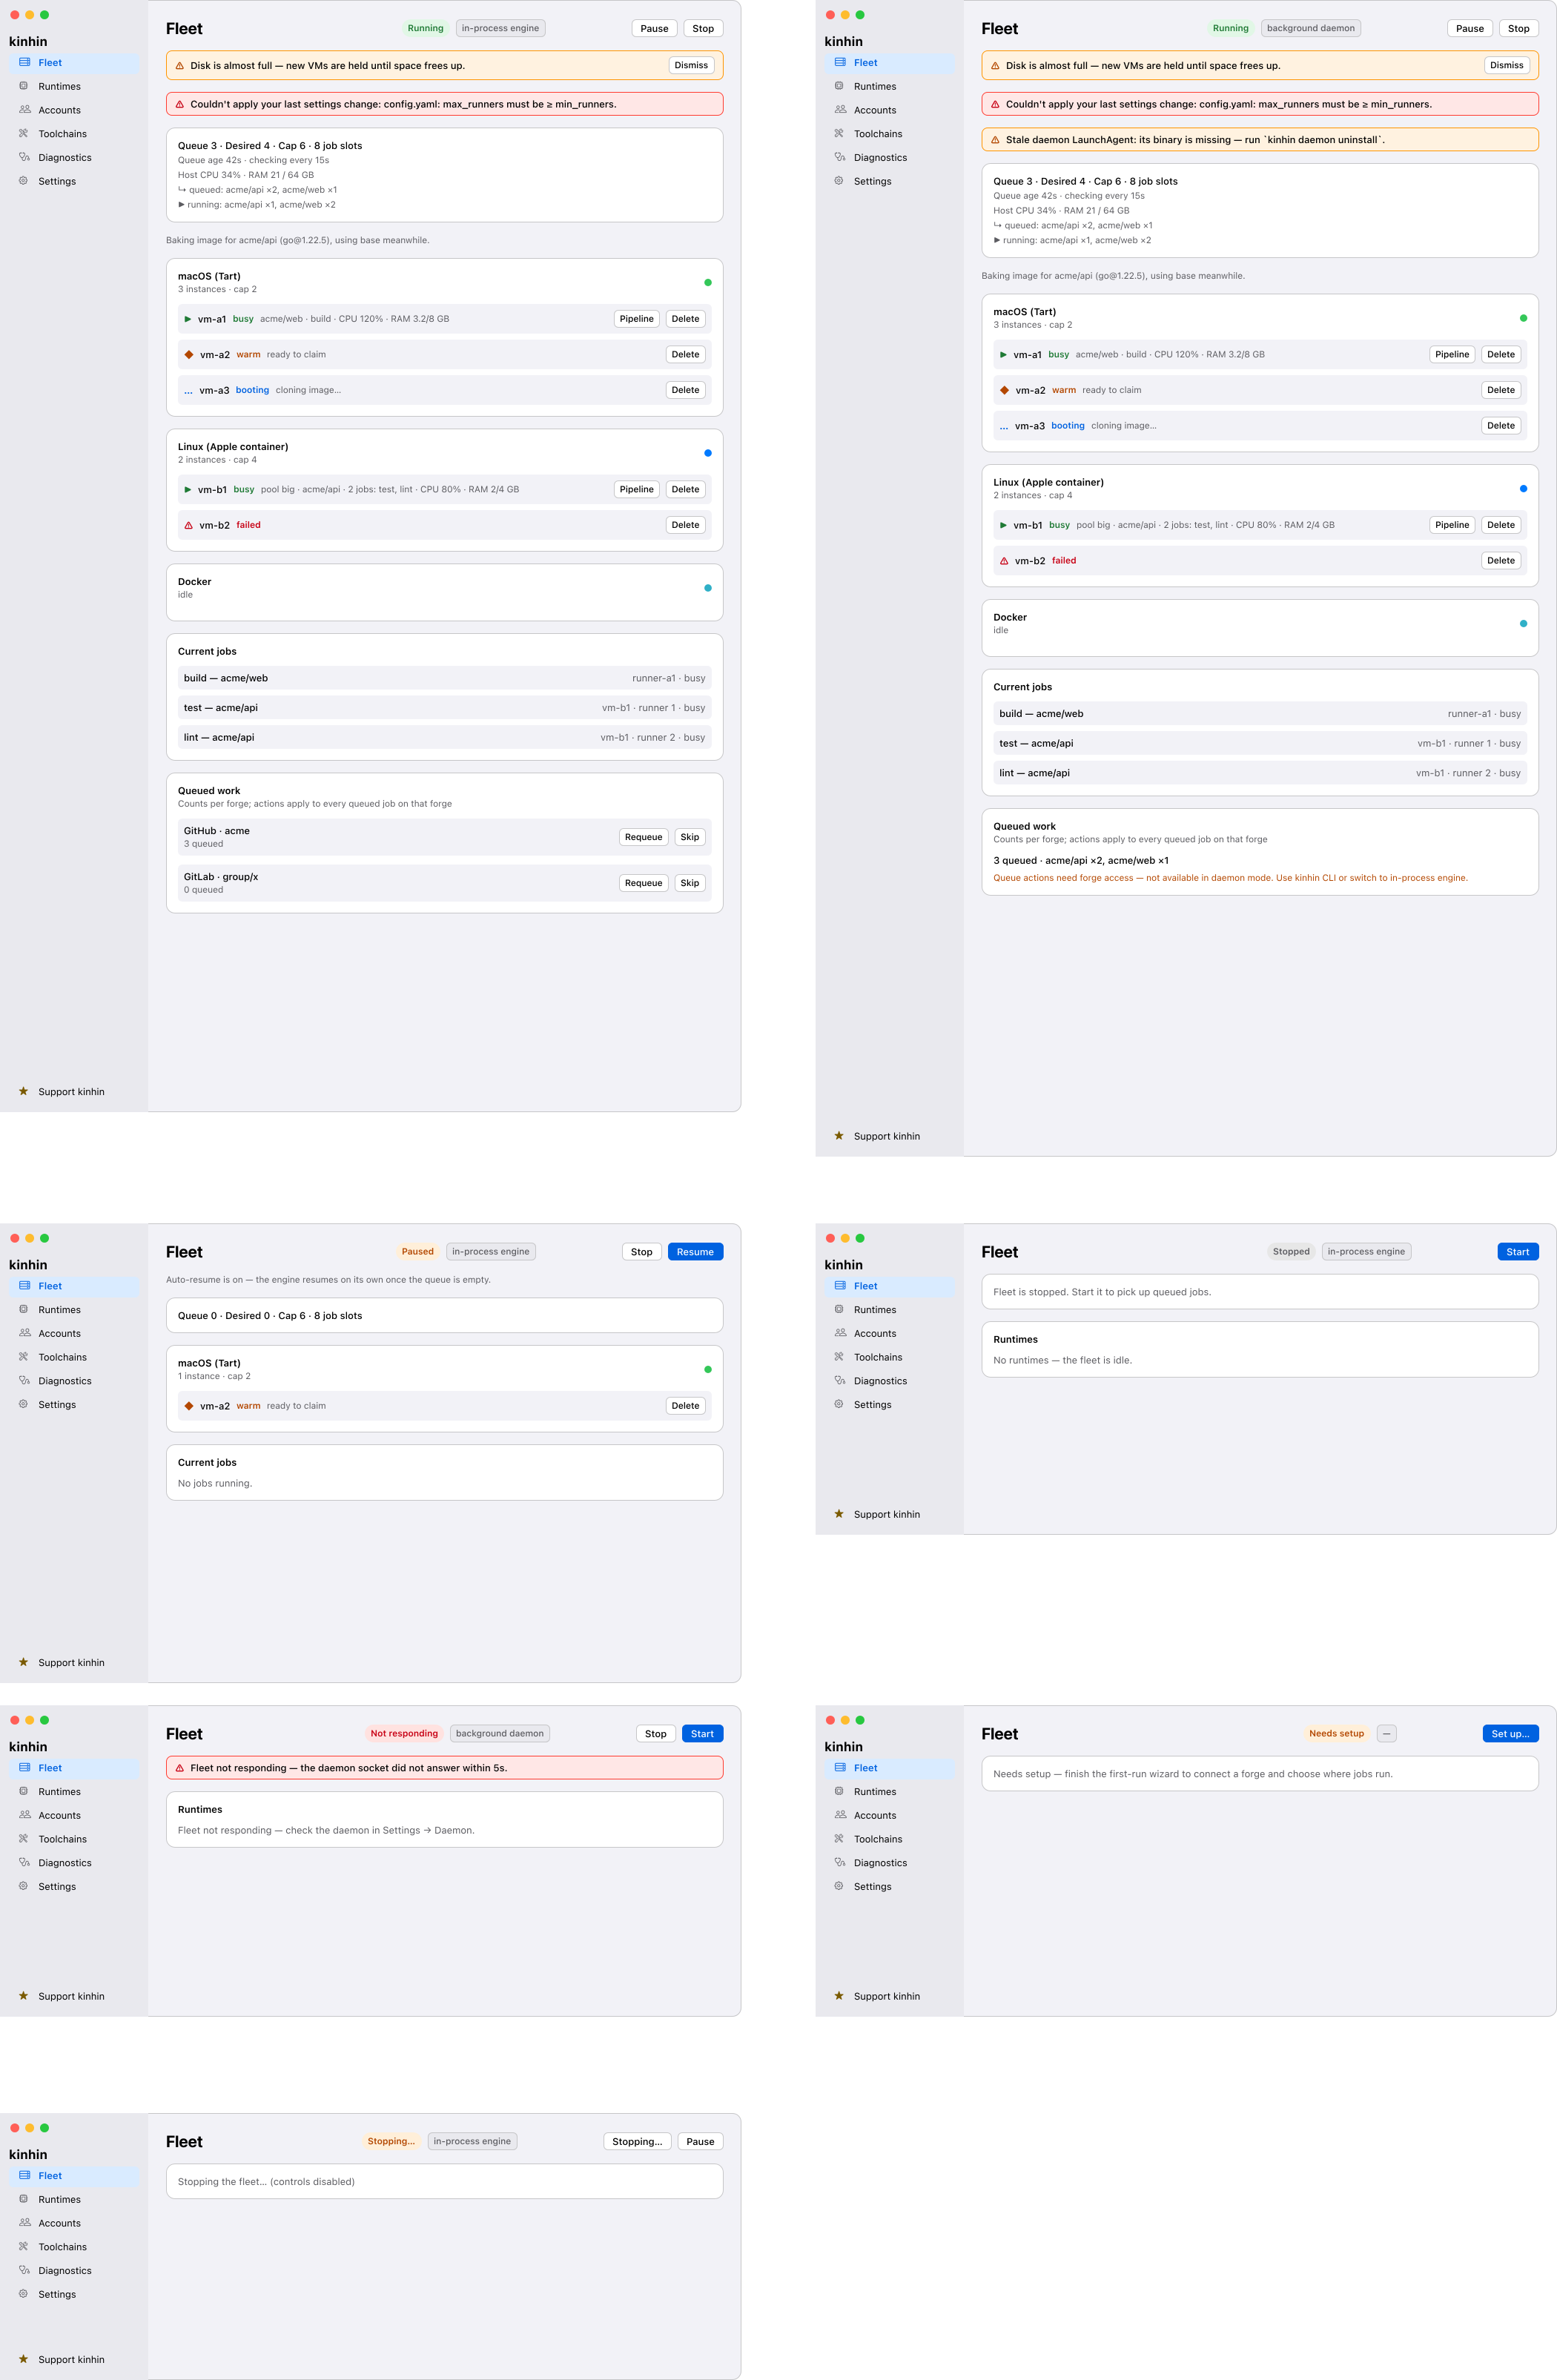 kinhin
Fleet
Runtimes
Accounts
Toolchains
Diagnostics
Settings
Support kinhin
Fleet
Running
in-process engine
Pause
Stop
Disk is almost full — new VMs are held until space frees up.
Dismiss
Couldn't apply your last settings change: config.yaml: max_runners must be ≥ min_runners.
Queue 3 · Desired 4 · Cap 6 · 8 job slots
Queue age 42s · checking every 15s
Host CPU 34% · RAM 21 / 64 GB
↳ queued: acme/api ×2, acme/web ×1
▶ running: acme/api ×1, acme/web ×2
Baking image for acme/api (go@1.22.5), using base meanwhile.
macOS (Tart)
3 instances · cap 2
vm-a1 busy acme/web · build · CPU 120% · RAM 3.2/8 GB
Pipeline
Delete
vm-a2 warm ready to claim
Delete
... vm-a3 booting cloning image…
Delete
Linux (Apple container)
2 instances · cap 4
vm-b1 busy pool big · acme/api · 2 jobs: test, lint · CPU 80% · RAM 2/4 GB
Pipeline
Delete
vm-b2 failed
Delete
Docker
idle
Current jobs
build — acme/web
runner-a1 · busy
test — acme/api
vm-b1 · runner 1 · busy
lint — acme/api
vm-b1 · runner 2 · busy
Queued work
Counts per forge; actions apply to every queued job on that forge
GitHub · acme
3 queued
Requeue
Skip
GitLab · group/x
0 queued
Requeue
Skip
kinhin
Fleet
Runtimes
Accounts
Toolchains
Diagnostics
Settings
Support kinhin
Fleet
Running
background daemon
Pause
Stop
Disk is almost full — new VMs are held until space frees up.
Dismiss
Couldn't apply your last settings change: config.yaml: max_runners must be ≥ min_runners.
Stale daemon LaunchAgent: its binary is missing — run `kinhin daemon uninstall`.
Queue 3 · Desired 4 · Cap 6 · 8 job slots
Queue age 42s · checking every 15s
Host CPU 34% · RAM 21 / 64 GB
↳ queued: acme/api ×2, acme/web ×1
▶ running: acme/api ×1, acme/web ×2
Baking image for acme/api (go@1.22.5), using base meanwhile.
macOS (Tart)
3 instances · cap 2
vm-a1 busy acme/web · build · CPU 120% · RAM 3.2/8 GB
Pipeline
Delete
vm-a2 warm ready to claim
Delete
... vm-a3 booting cloning image…
Delete
Linux (Apple container)
2 instances · cap 4
vm-b1 busy pool big · acme/api · 2 jobs: test, lint · CPU 80% · RAM 2/4 GB
Pipeline
Delete
vm-b2 failed
Delete
Docker
idle
Current jobs
build — acme/web
runner-a1 · busy
test — acme/api
vm-b1 · runner 1 · busy
lint — acme/api
vm-b1 · runner 2 · busy
Queued work
Counts per forge; actions apply to every queued job on that forge
3 queued · acme/api ×2, acme/web ×1
Queue actions need forge access — not available in daemon mode. Use kinhin CLI or switch to in-process engine.
kinhin
Fleet
Runtimes
Accounts
Toolchains
Diagnostics
Settings
Support kinhin
Fleet
Paused
in-process engine
Stop
Resume
Auto-resume is on — the engine resumes on its own once the queue is empty.
Queue 0 · Desired 0 · Cap 6 · 8 job slots
macOS (Tart)
1 instance · cap 2
vm-a2 warm ready to claim
Delete
Current jobs
No jobs running.
kinhin
Fleet
Runtimes
Accounts
Toolchains
Diagnostics
Settings
Support kinhin
Fleet
Stopped
in-process engine
Start
Fleet is stopped. Start it to pick up queued jobs.
Runtimes
No runtimes — the fleet is idle.
kinhin
Fleet
Runtimes
Accounts
Toolchains
Diagnostics
Settings
Support kinhin
Fleet
Not responding
background daemon
Stop
Start
Fleet not responding — the daemon socket did not answer within 5s.
Runtimes
Fleet not responding — check the daemon in Settings → Daemon.
kinhin
Fleet
Runtimes
Accounts
Toolchains
Diagnostics
Settings
Support kinhin
Fleet
Needs setup
—
Set up…
Needs setup — finish the first-run wizard to connect a forge and choose where jobs run.
kinhin
Fleet
Runtimes
Accounts
Toolchains
Diagnostics
Settings
Support kinhin
Fleet
Stopping…
in-process engine
Stopping…
Pause
Stopping the fleet… (controls disabled)